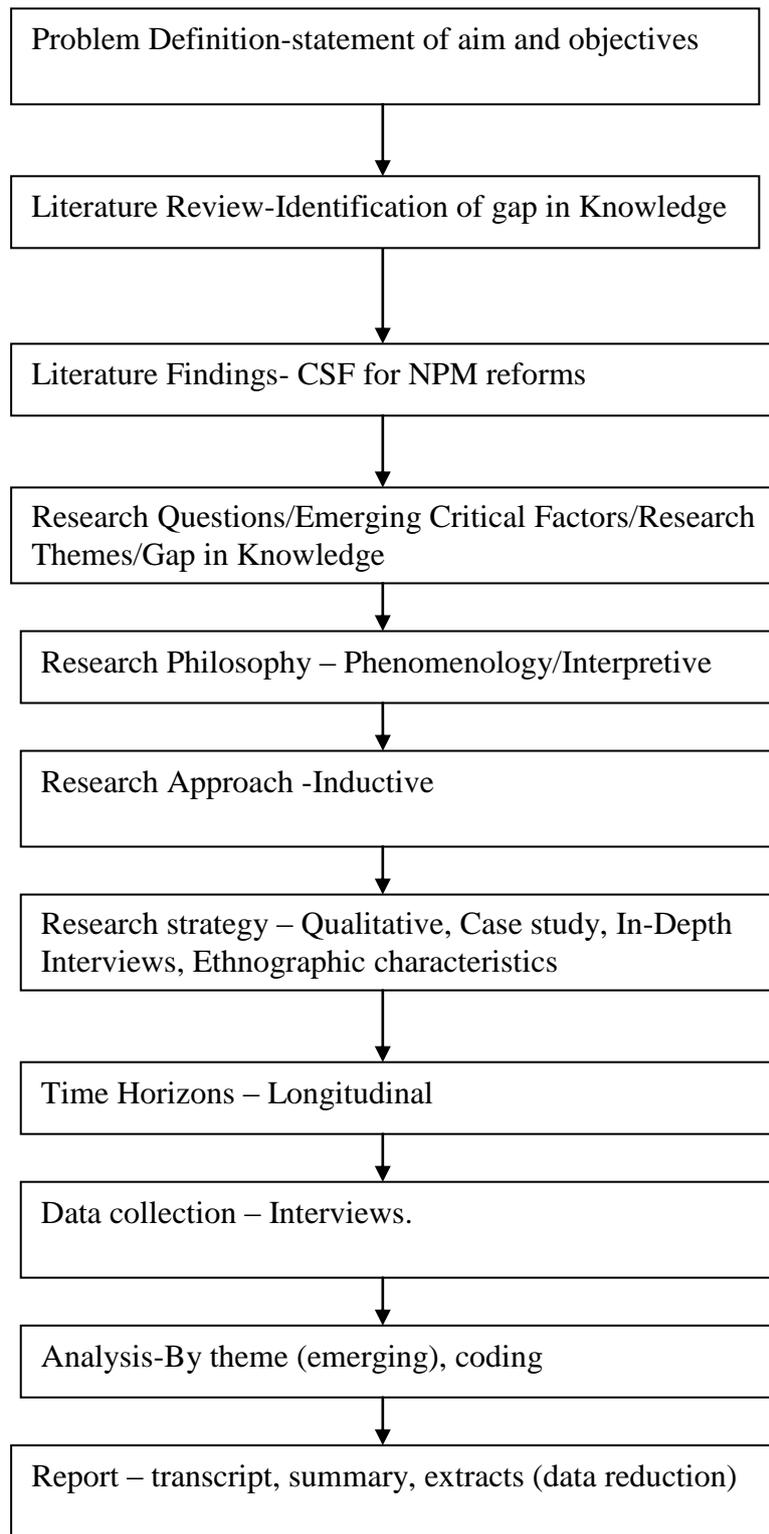 Problem Definition-statement of aim and objectives
Literature Review-Identification of gap in Knowledge
Literature Findings- CSF for NPM reforms
Research Questions/Emerging Critical Factors/Research
Themes/Gap in Knowledge
Research Philosophy – Phenomenology/Interpretive
Research Approach -Inductive
Research strategy – Qualitative, Case study, In-Depth
Interviews, Ethnographic characteristics
Time Horizons – Longitudinal
Data collection – Interviews.
Analysis-By theme (emerging), coding
Report – transcript, summary, extracts (data reduction)